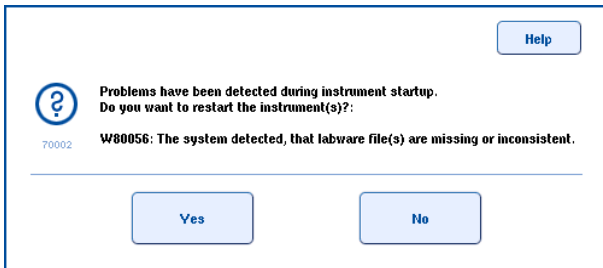 Help
Problems have been detected during instrument startup.
Do you want to restart the instrument(s)?:
70002
W80056: The system detected, that labware file(s) are missing or inconsistent.
Yes
No